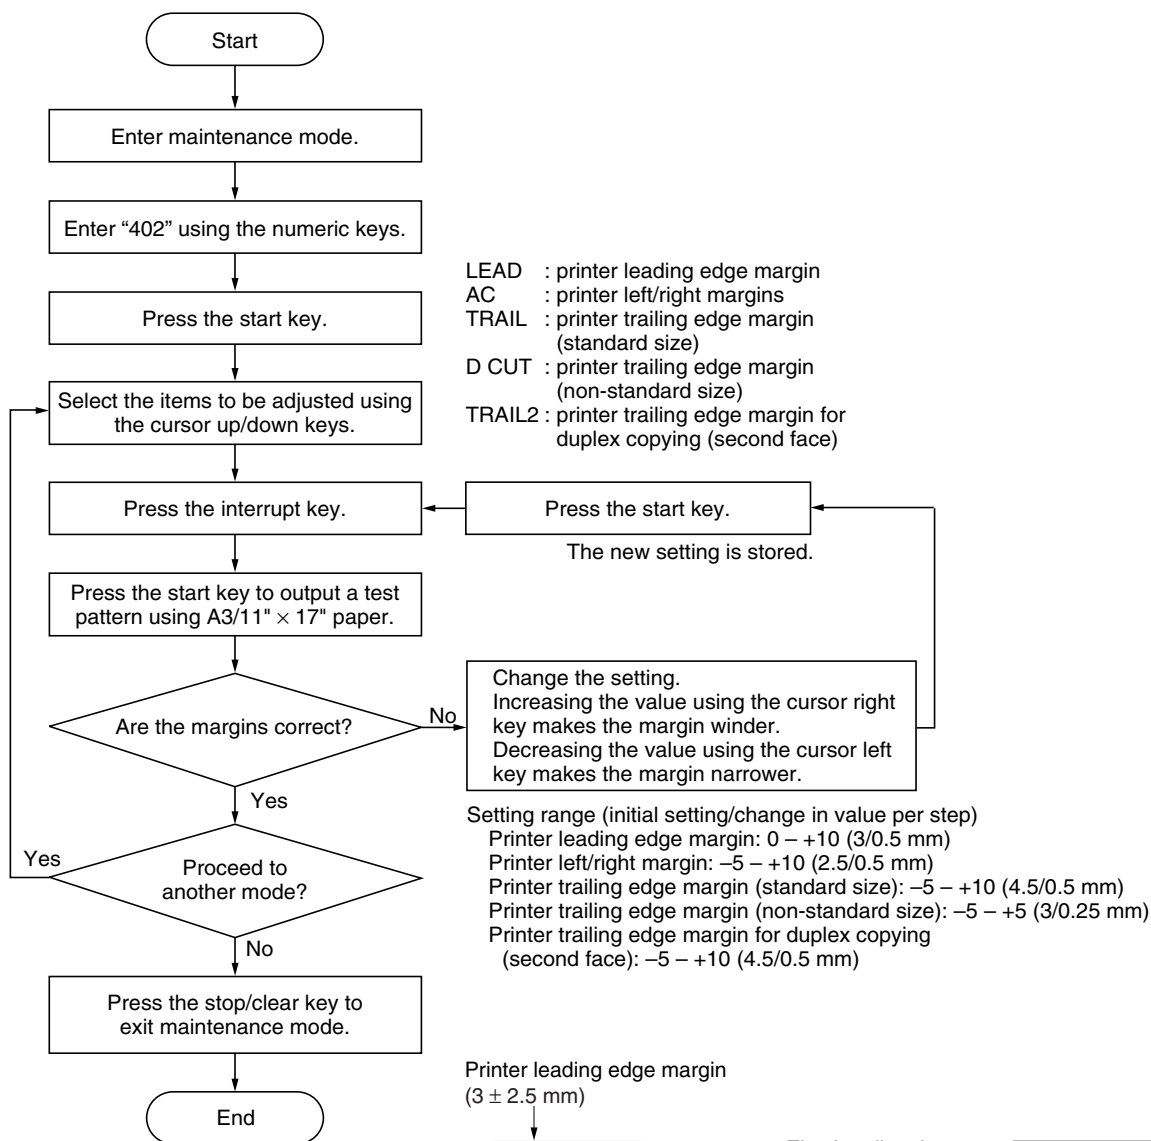 Start
Enter maintenance mode.
Enter “402” using the numeric keys.
Press the start key.
Select the items to be adjusted using
the cursor up/down keys.
LEAD : printer leading edge margin
AC : printer left/right margins
TRAIL : printer trailing edge margin
(standard size)
D CUT : printer trailing edge margin
(non-standard size)
TRAIL2 : printer trailing edge margin for
duplex copying (second face)
Press the interrupt key.
Press the start key.
The new setting is stored.
Press the start key to output a test
pattern using A3/11" × 17" paper.
Are the margins correct?
No
Change the setting.
Increasing the value using the cursor right
key makes the margin winder.
Decreasing the value using the cursor left
key makes the margin narrower.
Yes
Setting range (initial setting/change in value per step)
Printer leading edge margin: 0 – +10 (3/0.5 mm)
Printer left/right margin: –5 – +10 (2.5/0.5 mm)
Printer trailing edge margin (standard size): –5 – +10 (4.5/0.5 mm)
Printer trailing edge margin (non-standard size): –5 – +5 (3/0.25 mm)
Printer trailing edge margin for duplex copying
(second face): –5 – +10 (4.5/0.5 mm)
Yes
Proceed to
another mode?
No
Press the stop/clear key to
exit maintenance mode.
End
Printer leading edge margin
(3 ± 2.5 mm)